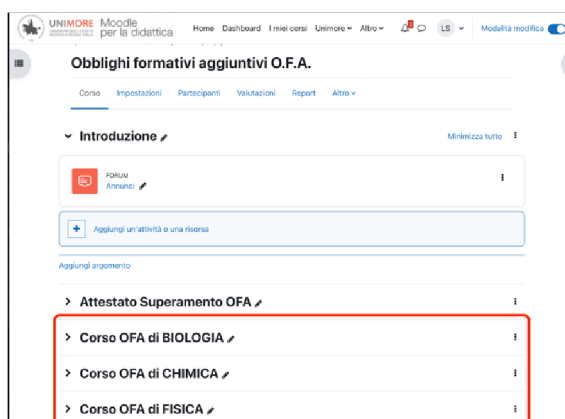 UNIMORE Moodle
per la didattica
Home Dashboard I miei corsi Unimore Altro LS Modalità modifica
Obblighi formativi aggiuntivi O.F.A.
Corso Impostazioni Partecipanti Valutazioni Report Altro
Introduzione
Minimizza tutto
FORUM
Annunci
Aggiungi un'attività o una risorsa
Aggiungi argomento
Attestato Superamento OFA
Corso OFA di BIOLOGIA
Corso OFA di CHIMICA
Corso OFA di FISICA